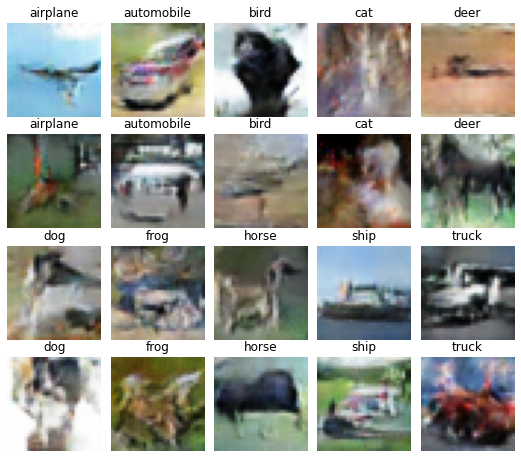 airplane automobile bird cat deer
airplane automobile bird cat deer
dog frog horse ship truck
dog frog horse ship truck